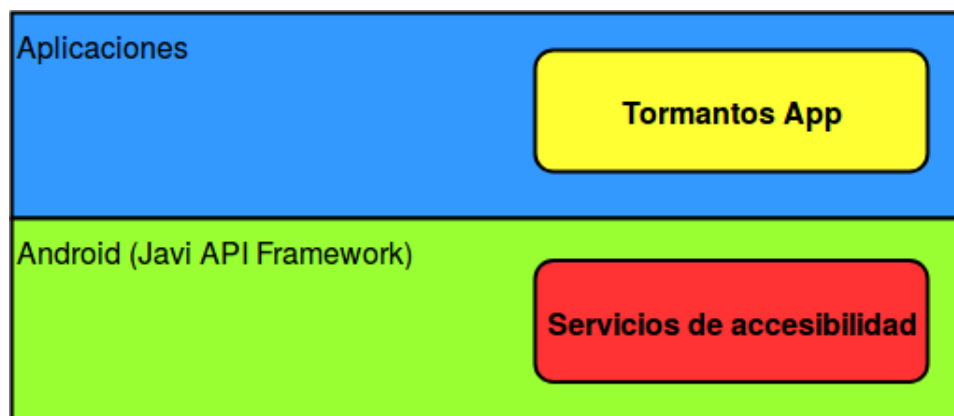 Aplicaciones
Tormantos App
Android (Javi API Framework)
Servicios de accesibilidad